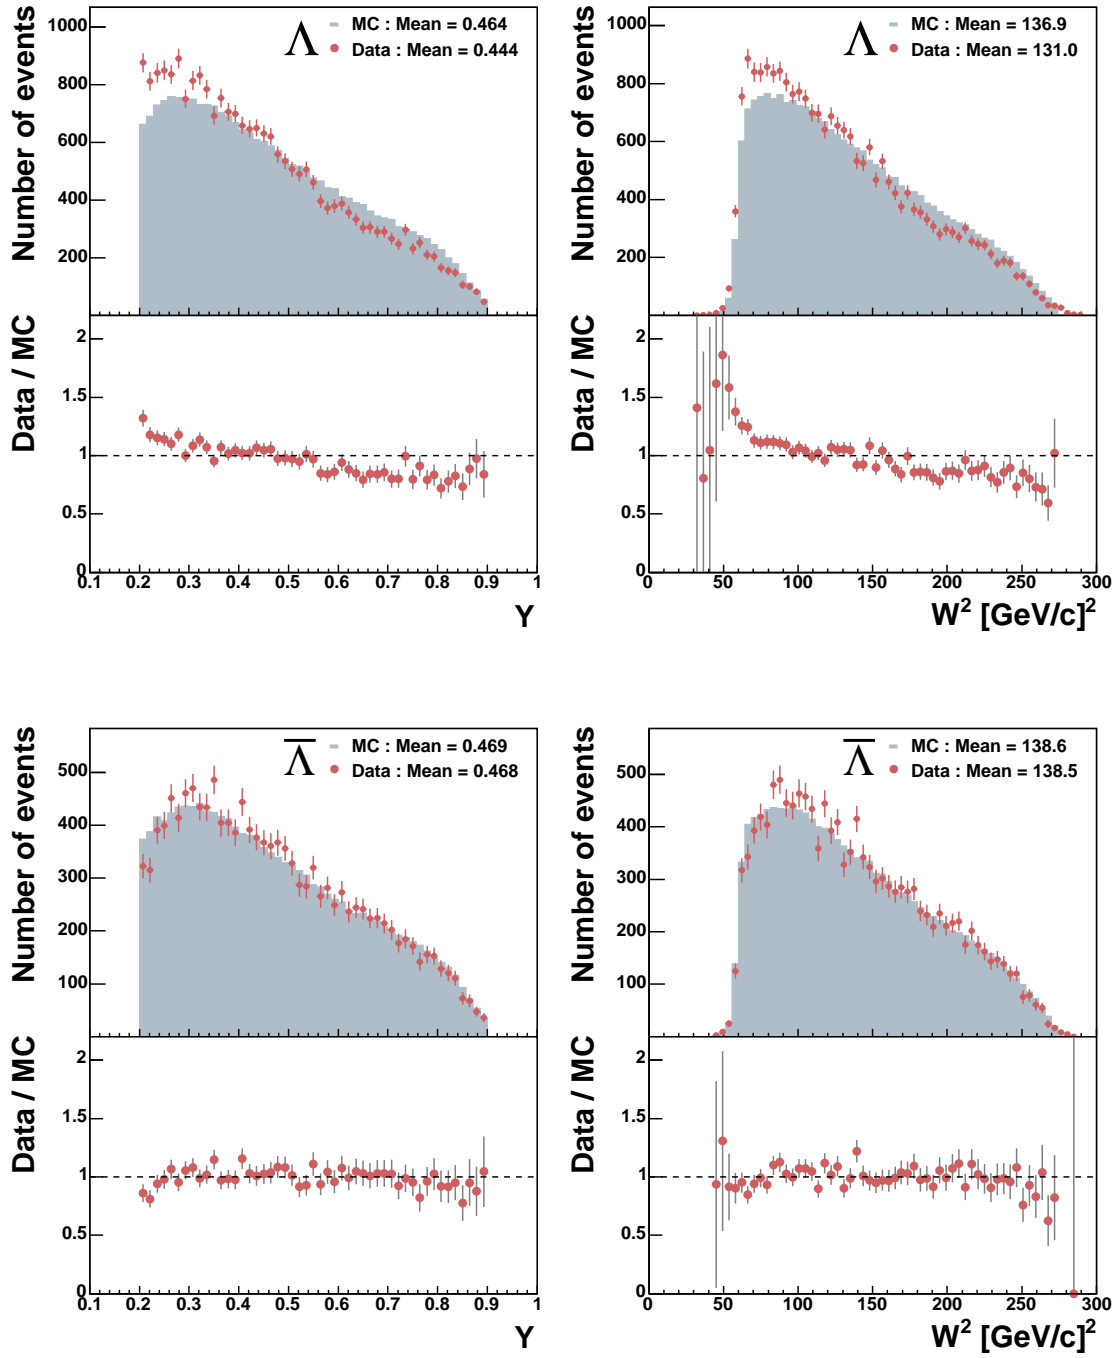 Number of events
1000
800
600
400
200
Λ
MC : Mean = 0.464
Data : Mean = 0.444
Data / MC
2
1.5
1
0.5
0
0.1 0.2 0.3 0.4 0.5 0.6 0.7 0.8 0.9 1
Y
Number of events
1000
800
600
400
200
Λ
MC : Mean = 136.9
Data : Mean = 131.0
Data / MC
2
1.5
1
0.5
0
0 50 100 150 200 250 300
W² [GeV/c]²
Number of events
500
400
300
200
100
Λ̅
MC : Mean = 0.469
Data : Mean = 0.468
Data / MC
2
1.5
1
0.5
0
0.1 0.2 0.3 0.4 0.5 0.6 0.7 0.8 0.9 1
Y
Number of events
500
400
300
200
100
Λ̅
MC : Mean = 138.6
Data : Mean = 138.5
Data / MC
2
1.5
1
0.5
0
0 50 100 150 200 250 300
W² [GeV/c]²